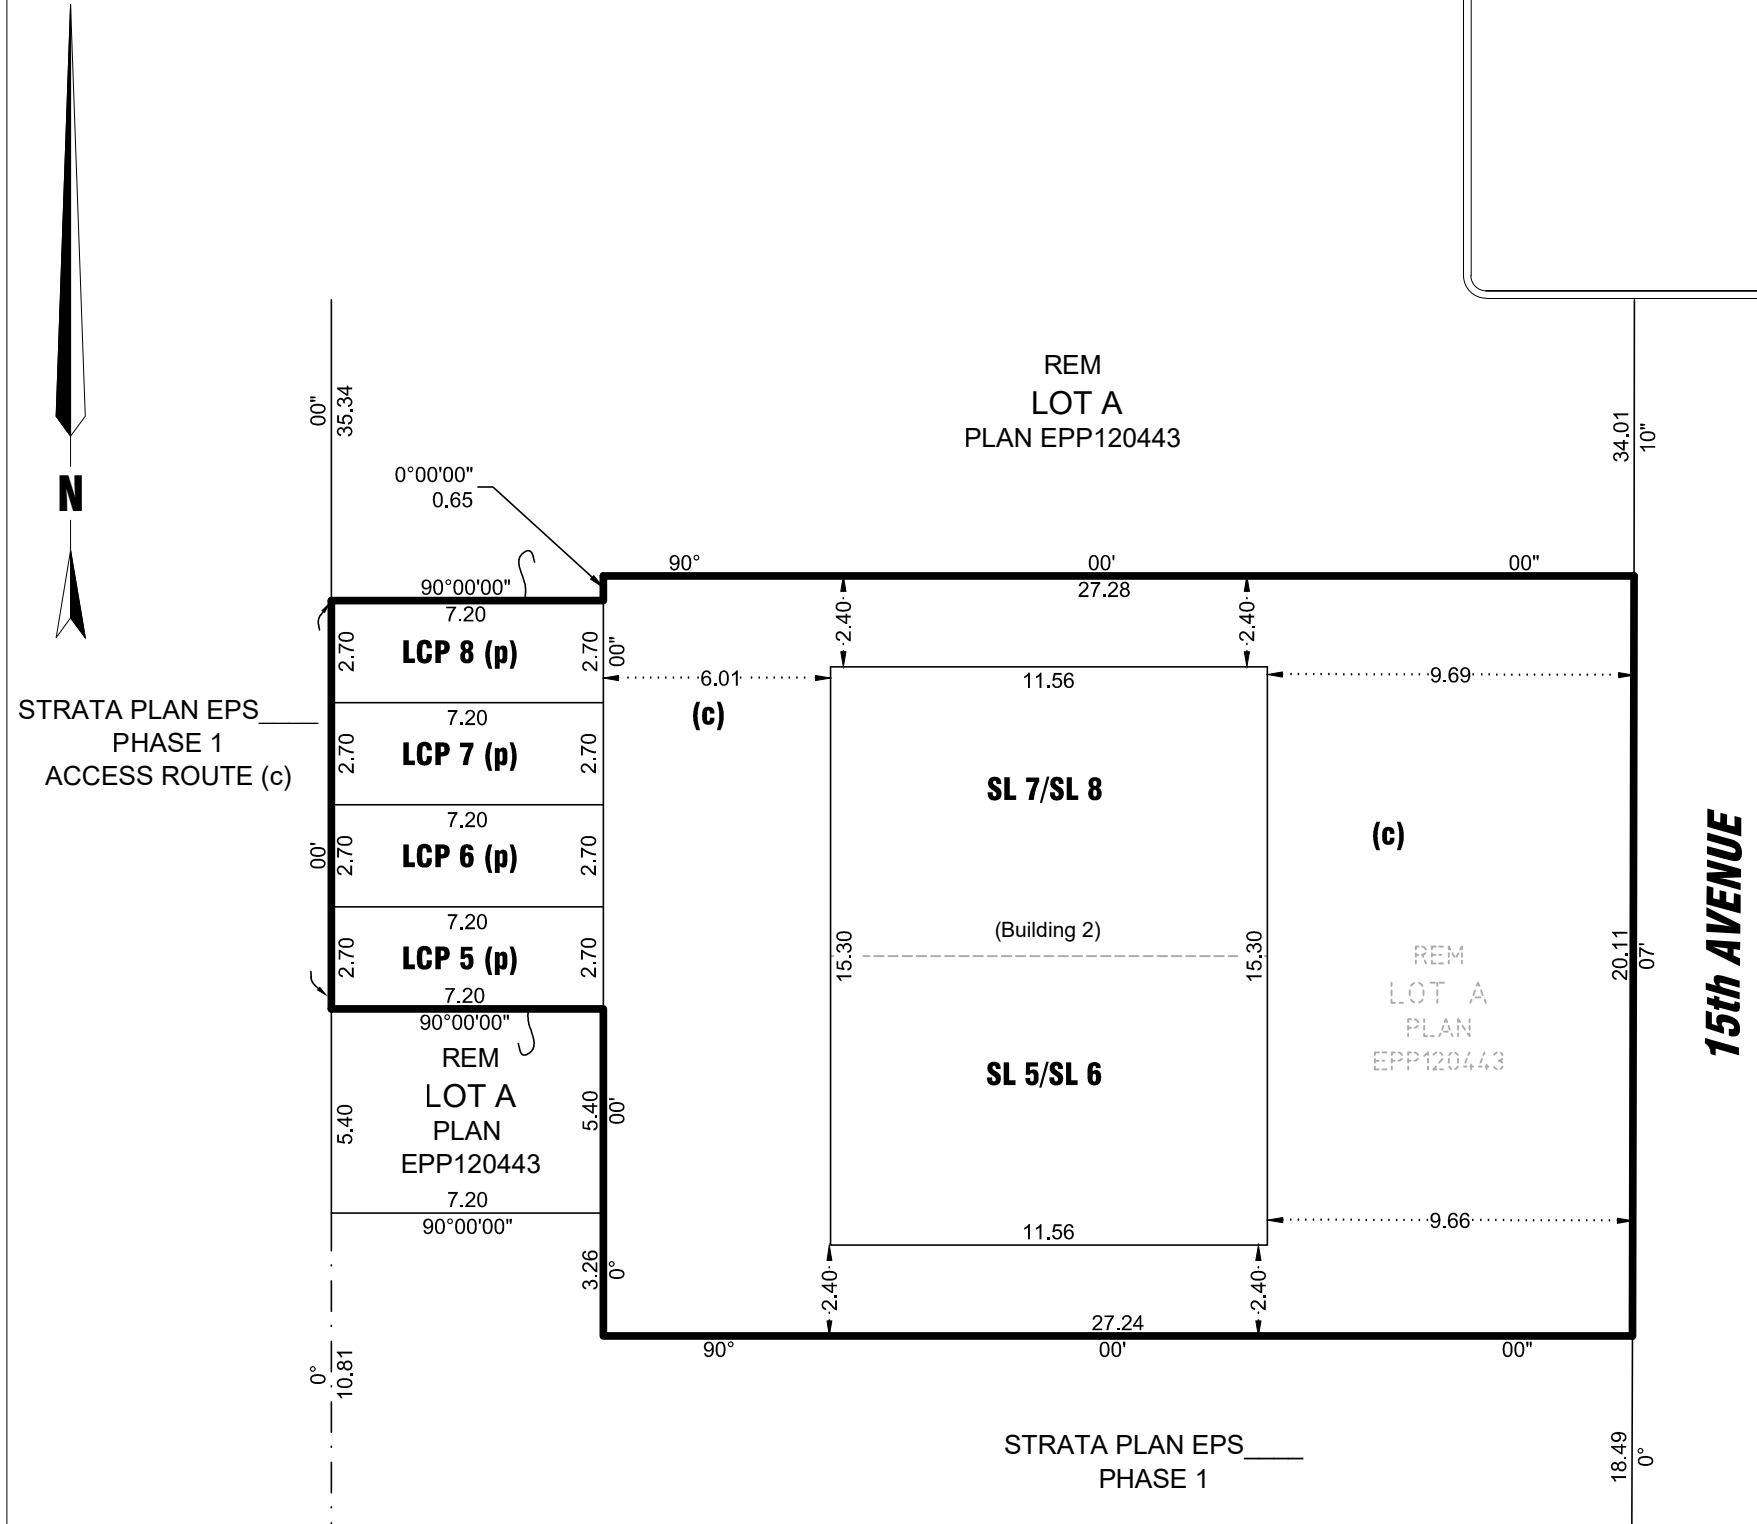 REM
LOT A
PLAN EPP120443
00"
35.34
34.01
10"
N
0°00'00"
0.65
90°
00'
00"
27.28
90°00'00"
7.20
2.40
2.40
LCP 8 (p)
2.70
2.70
00"
6.01
11.56
9.69
STRATA PLAN EPS____
PHASE 1
ACCESS ROUTE (c)
7.20
(c)
LCP 7 (p)
2.70
2.70
SL 7/SL 8
7.20
(c)
00'
2.70
LCP 6 (p)
2.70
15th AVENUE
7.20
(Building 2)
2.70
LCP 5 (p)
2.70
15.30
15.30
20.11
07'
REM
LOT A
PLAN
EPP120443
7.20
90°00'00"
REM
LOT A
PLAN
EPP120443
5.40
5.40
00'
SL 5/SL 6
7.20
90°00'00"
11.56
9.66
3.26
0°
2.40
2.40
27.24
90°
00'
00"
0°
10.81
STRATA PLAN EPS____
PHASE 1
18.49
0°